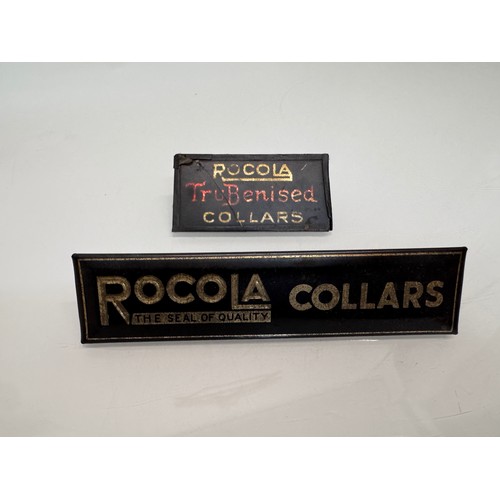 ROCOLA
TruBenised
COLLARS
ROCOLA COLLARS
THE SEAL OF QUALITY